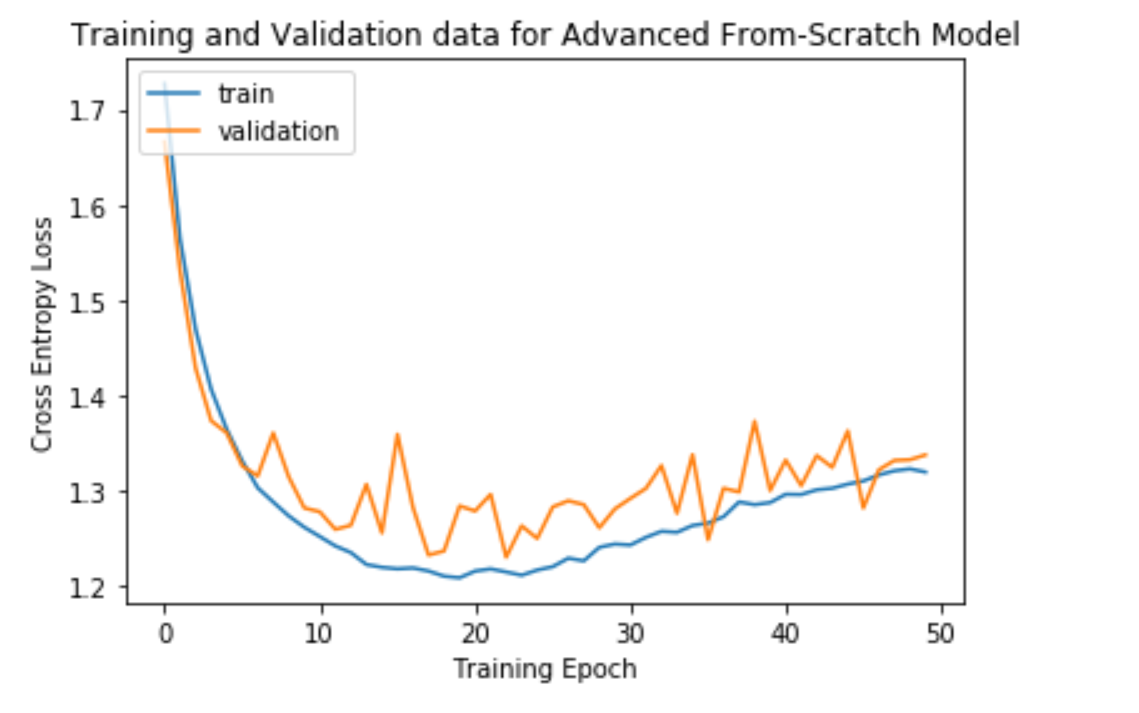 Training and Validation data for Advanced From-Scratch Model
train
validation
Cross Entropy Loss
1.7
1.6
1.5
1.4
1.3
1.2
0 10 20 30 40 50
Training Epoch